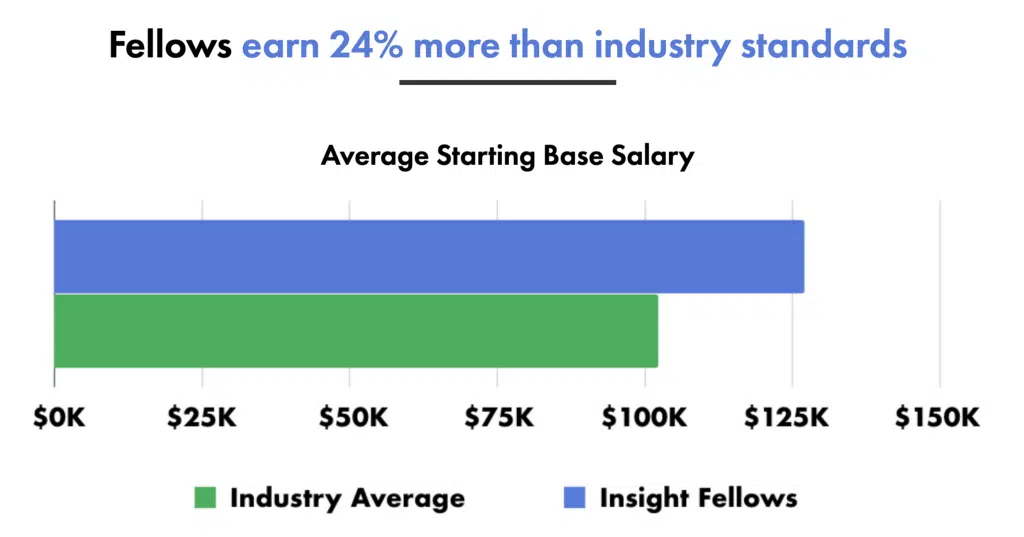 Fellows earn 24% more than industry standards
Average Starting Base Salary
$0K $25K $50K $75K $100K $125K $150K
Industry Average Insight Fellows